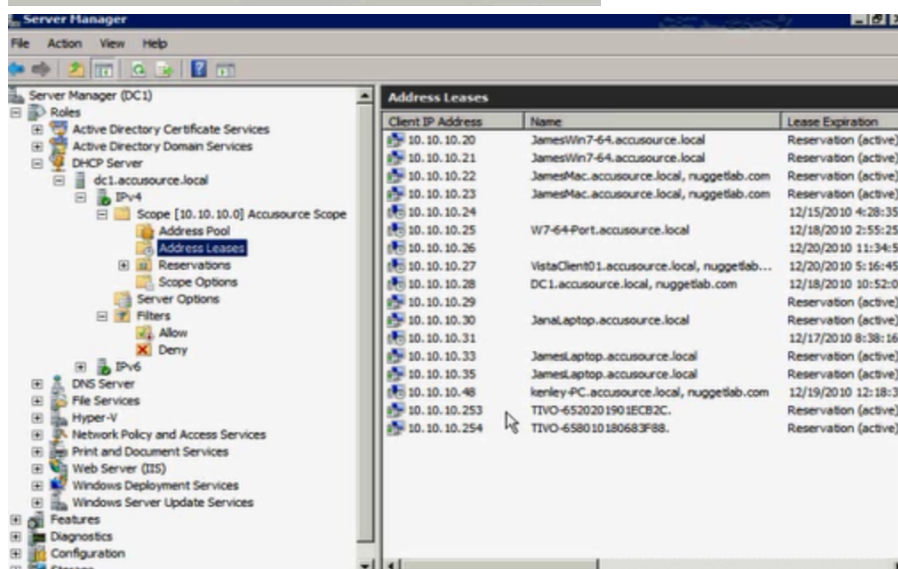 Server Manager
File Action View Help
Server Manager (DC1)
Roles
Active Directory Certificate Services
Active Directory Domain Services
DHCP Server
dc1.accusource.local
IPv4
Scope [10.10.10.0] Accusource Scope
Address Pool
Address Leases
Reservations
Scope Options
Server Options
Filters
Allow
Deny
IPv6
DNS Server
File Services
Hyper-V
Network Policy and Access Services
Print and Document Services
Web Server (IIS)
Windows Deployment Services
Windows Server Update Services
Features
Diagnostics
Configuration
Address Leases
Client IP Address Name Lease Expiration
10.10.10.20 JamesWin7-64.accusource.local Reservation (active)
10.10.10.21 JamesWin7-64.accusource.local Reservation (active)
10.10.10.22 JamesMac.accusource.local, nuggetlab.com Reservation (active)
10.10.10.23 JamesMac.accusource.local, nuggetlab.com Reservation (active)
10.10.10.24 12/15/2010 4:28:35
10.10.10.25 W7-64-Port.accusource.local 12/18/2010 2:55:25
10.10.10.26 12/20/2010 11:34:5
10.10.10.27 VistaClient01.accusource.local, nuggetlab... 12/20/2010 5:16:45
10.10.10.28 DC1.accusource.local, nuggetlab.com 12/18/2010 10:52:0
10.10.10.29 Reservation (active)
10.10.10.30 JanaLaptop.accusource.local Reservation (active)
10.10.10.31 12/17/2010 8:38:16
10.10.10.33 JamesLaptop.accusource.local Reservation (active)
10.10.10.35 JamesLaptop.accusource.local Reservation (active)
10.10.10.48 kenley-PC.accusource.local, nuggetlab.com 12/19/2010 12:18:3
10.10.10.253 TIVO-6520201901ECB2C. Reservation (active)
10.10.10.254 TIVO-658010180683F88. Reservation (active)